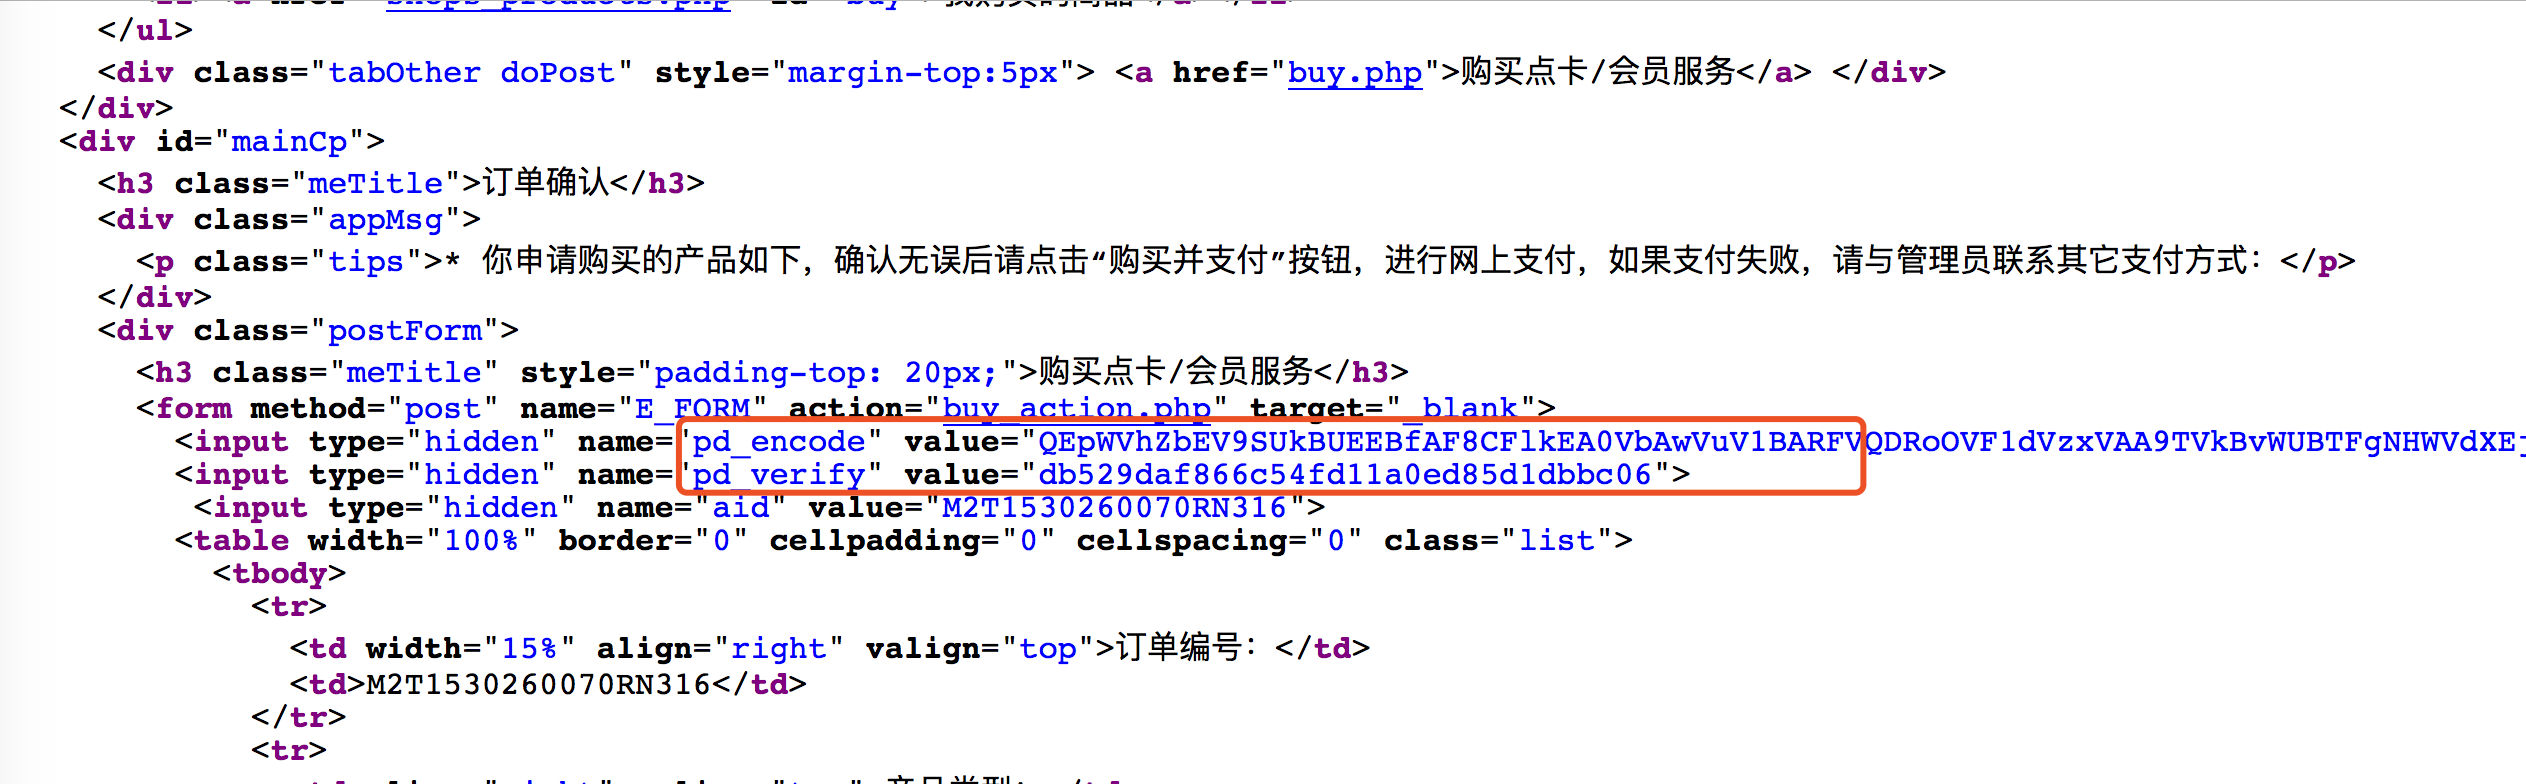 </ul>
<div class="tabOther doPost" style="margin-top:5px"> <a href="buy.php">购买点卡/会员服务</a> </div>
</div>
<div id="mainCp">
<h3 class="meTitle">订单确认</h3>
<div class="appMsg">
<p class="tips">* 你申请购买的产品如下，确认无误后请点击“购买并支付”按钮，进行网上支付，如果支付失败，请与管理员联系其它支付方式：</p>
</div>
<div class="postForm">
<h3 class="meTitle" style="padding-top: 20px;">购买点卡/会员服务</h3>
<form method="post" name="E_FORM" action="buy_action.php" target="_blank">
<input type="hidden" name="pd_encode" value="QEpWVhZbEV9SUkBUEEBfAF8CFlkEA0VbAwVuV1BARFVQDRoOVF1dVzxVAA9TVkBvWUBTFgNHWVdXE
<input type="hidden" name="pd_verify" value="db529daf866c54fd11a0ed85d1dbbc06">
<input type="hidden" name="aid" value="M2T1530260070RN316">
<table width="100%" border="0" cellpadding="0" cellspacing="0" class="list">
<tbody>
<tr>
<td width="15%" align="right" valign="top">订单编号：</td>
<td>M2T1530260070RN316</td>
</tr>
<tr>